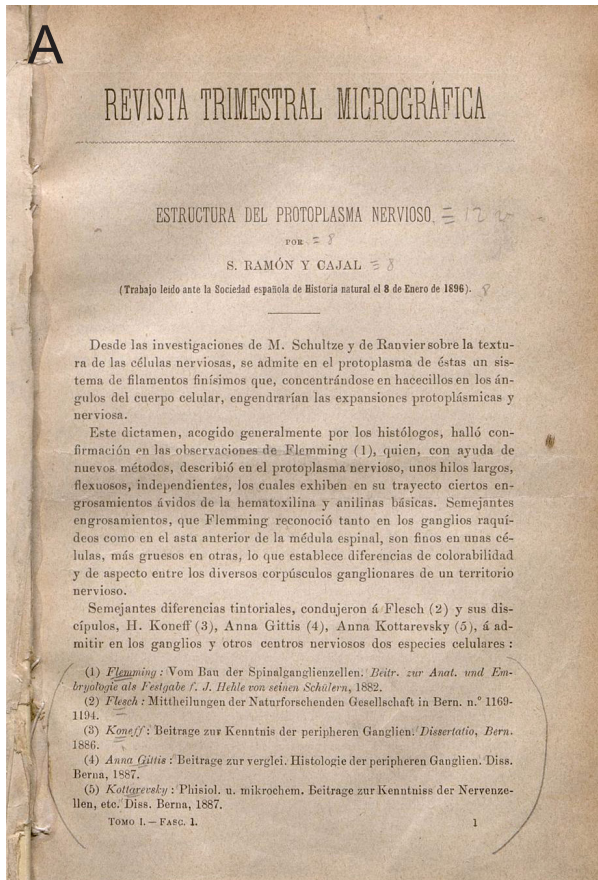 A
REVISTA TRIMESTRAL MICROGRÁFICA
ESTRUCTURA DEL PROTOPLASMA NERVIOSO = 12
POR = 8
S. RAMÓN Y CAJAL = 8
(Trabajo leído ante la Sociedad española de Historia natural el 8 de Enero de 1896). 8
Desde las investigaciones de M. Schultze y de Ranvier sobre la textu-
ra de las células nerviosas, se admite en el protoplasma de éstas un sis-
tema de filamentos finísimos que, concentrándose en hacecillos en los án-
gulos del cuerpo celular, engendrarían las expansiones protoplásmicas y
nerviosa.
Este dictamen, acogido generalmente por los histólogos, halló con-
firmación en las observaciones de Flemming (1), quien, con ayuda de
nuevos métodos, describió en el protoplasma nervioso, unos hilos largos,
flexuosos, independientes, los cuales exhiben en su trayecto ciertos en-
grosamientos ávidos de la hematoxilina y anilinas básicas. Semejantes
engrosamientos, que Flemming reconoció tanto en los ganglios raquí-
deos como en el asta anterior de la médula espinal, son finos en unas cé-
lulas, más gruesos en otras, lo que establece diferencias de colorabilidad
y de aspecto entre los diversos corpúsculos ganglionares de un territorio
nervioso.
Semejantes diferencias tintoriales, condujeron á Flesch (2) y sus dis-
cípulos, H. Koneff (3), Anna Gittis (4), Anna Kottarevsky (5), á ad-
mitir en los ganglios y otros centros nerviosos dos especies celulares :
(1) Flemming : Vom Bau der Spinalganglienzellen. Beitr. zur Anat. und Em-
bryologie als Festgabe f. J. Hehle von seinen Schülern, 1882.
(2) Flesch : Mittheilungen der Naturforschenden Gesellschaft in Bern. n.° 1169-
1194.
(3) Koneff : Beitrage zur Kenntnis der peripheren Ganglien. Dissertatio, Bern.
1886.
(4) Anna Gittis : Beitrage zur verglei. Histologie der peripheren Ganglien. Diss.
Berna, 1887.
(5) Kottarevsky : Phisiol. u. mikrochem. Beitrage zur Kenntniss der Nervenze-
llen, etc. Diss. Berna, 1887.
TOMO I. — FASC. 1. 1